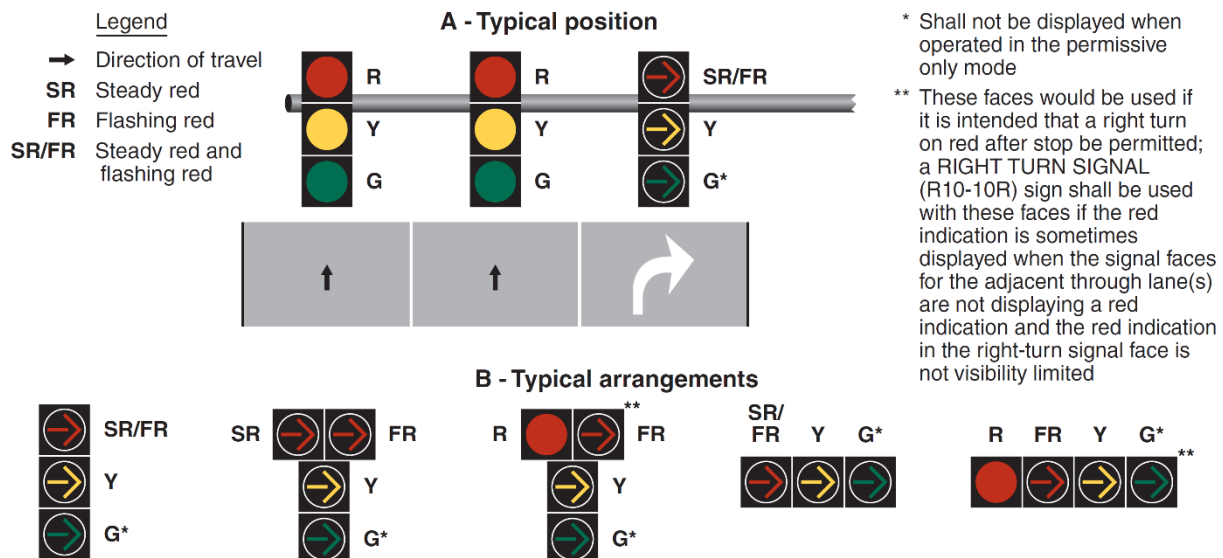 Legend
Direction of travel
SR Steady red
FR Flashing red
SR/FR Steady red and
flashing red
A - Typical position
R
Y
G
R
Y
G
SR/FR
Y
G*
* Shall not be displayed when
operated in the permissive
only mode
** These faces would be used if
it is intended that a right turn
on red after stop be permitted;
a RIGHT TURN SIGNAL
(R10-10R) sign shall be used
with these faces if the red
indication is sometimes
displayed when the signal faces
for the adjacent through lane(s)
are not displaying a red
indication and the red indication
in the right-turn signal face is
not visibility limited
B - Typical arrangements
SR/FR
Y
G*
SR FR
Y
G*
R FR **
Y
G*
SR/
FR Y G*
R FR Y G* **